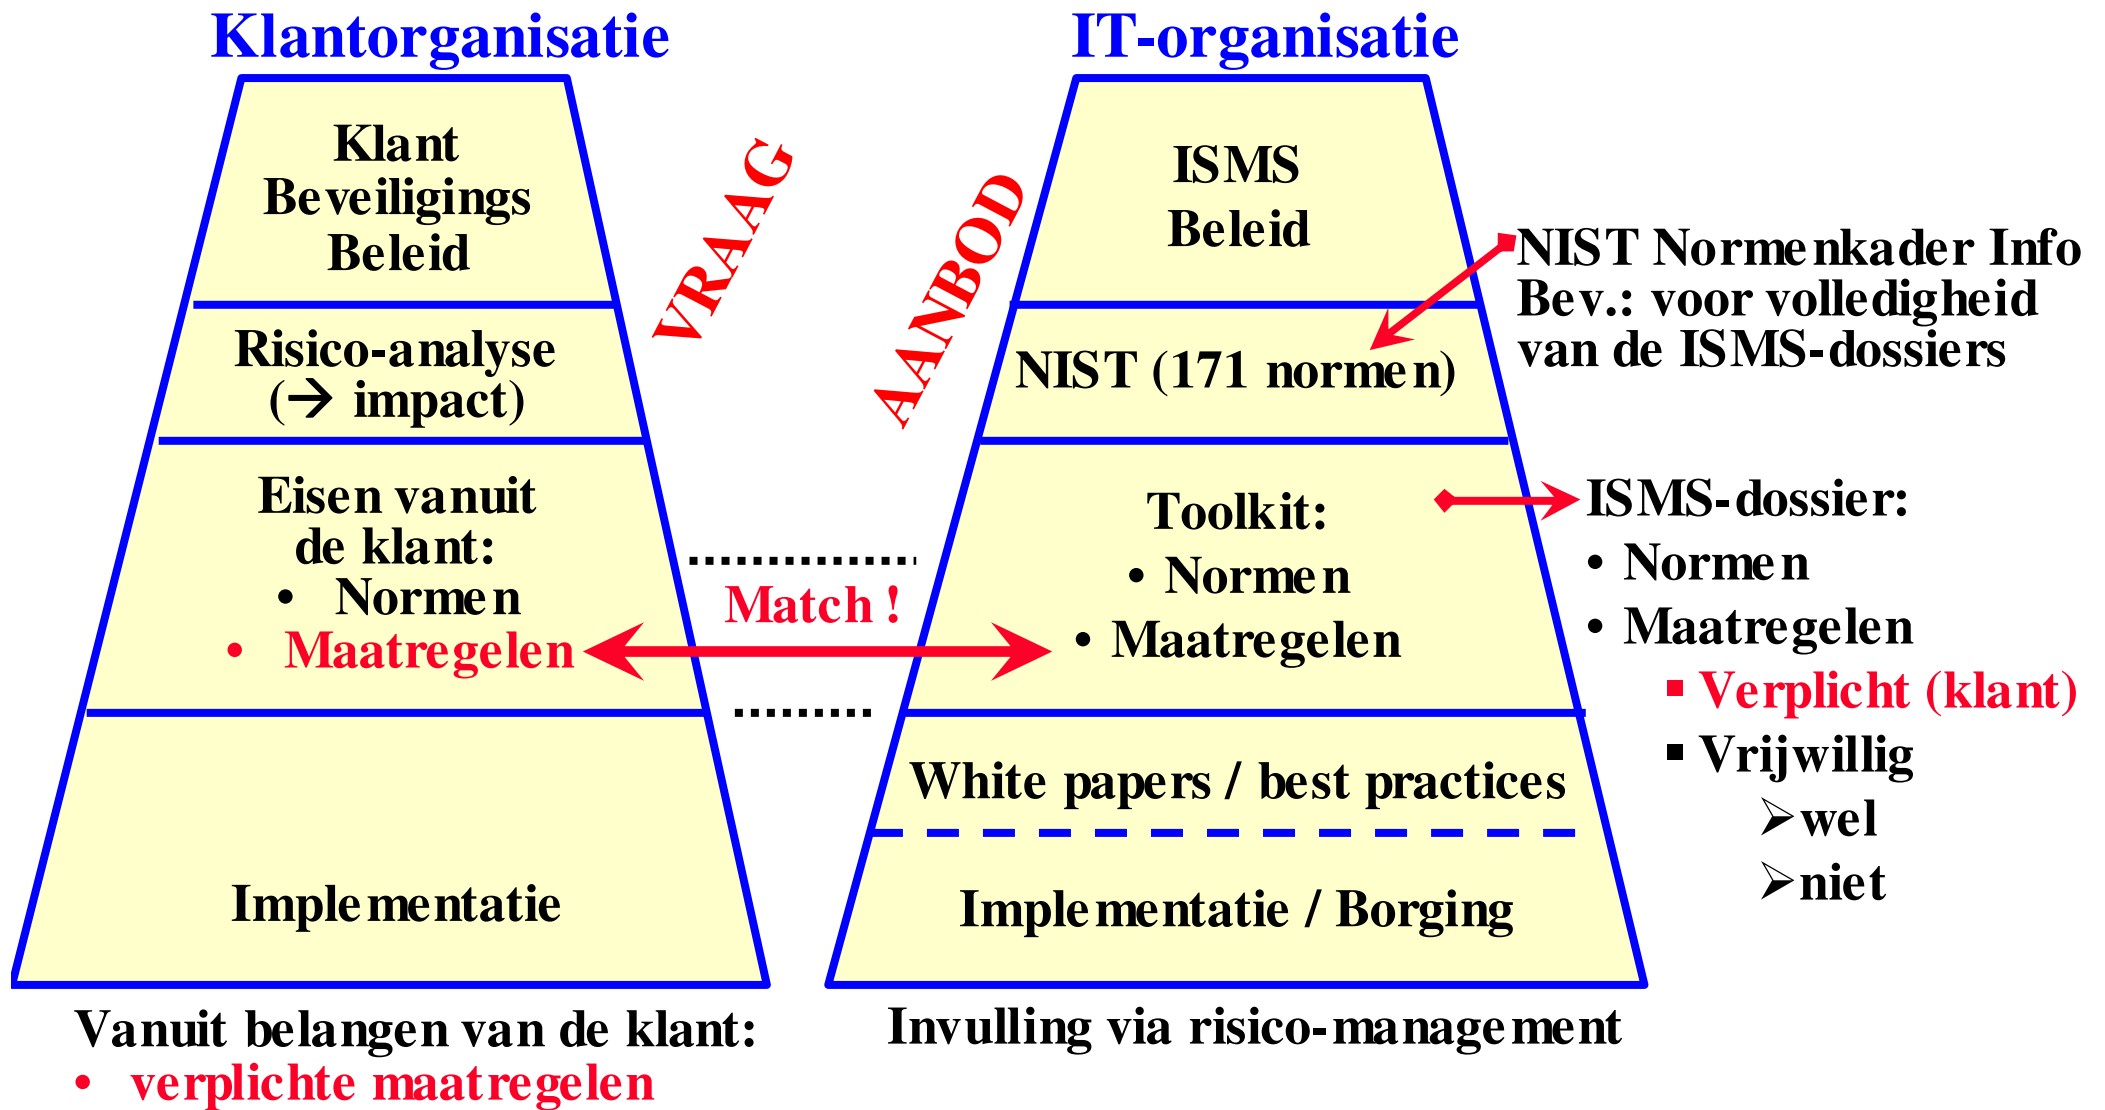 Klantorganisatie
Klant
Beveiligings
Beleid
Risico-analyse
(→ impact)
Eisen vanuit
de klant:
• Normen
• Maatregelen
Implementatie
Vanuit belangen van de klant:
• verplichte maatregelen
VRAAG
AANBOD
Match !
IT-organisatie
ISMS
Beleid
NIST (171 normen)
Toolkit:
• Normen
• Maatregelen
White papers / best practices
Implementatie / Borging
Invulling via risico-management
NIST Normenkader Info
Bev.: voor volledigheid
van de ISMS-dossiers
ISMS-dossier:
• Normen
• Maatregelen
▪ Verplicht (klant)
▪ Vrijwillig
➢ wel
➢ niet